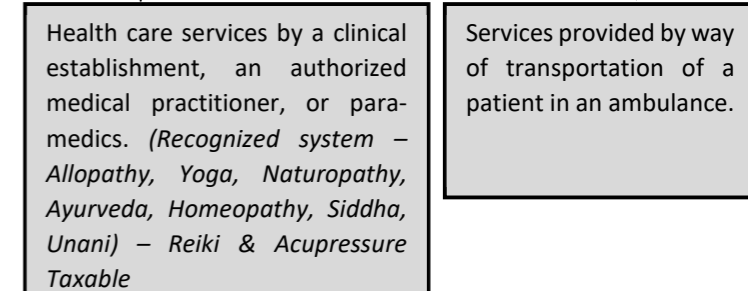 Health care services by a clinical
establishment, an authorized
medical practitioner, or para-
medics. (Recognized system –
Allopathy, Yoga, Naturopathy,
Ayurveda, Homeopathy, Siddha,
Unani) – Reiki & Acupressure
Taxable
Services provided by way
of transportation of a
patient in an ambulance.